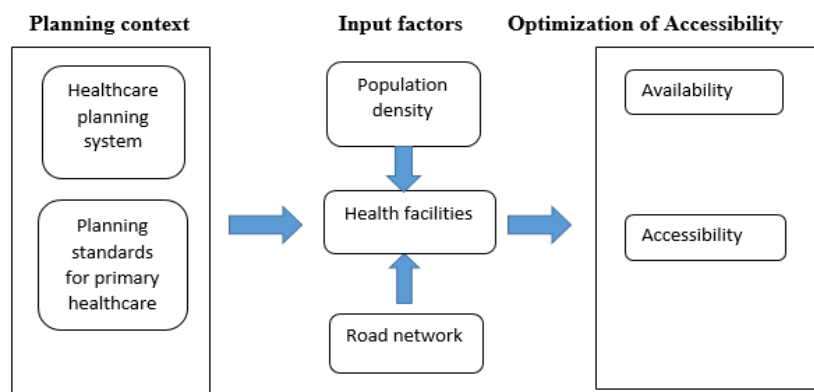 Planning context
Input factors
Optimization of Accessibility
Healthcare
planning
system
Planning
standards
for primary
healthcare
Population
density
Health facilities
Road network
Availability
Accessibility